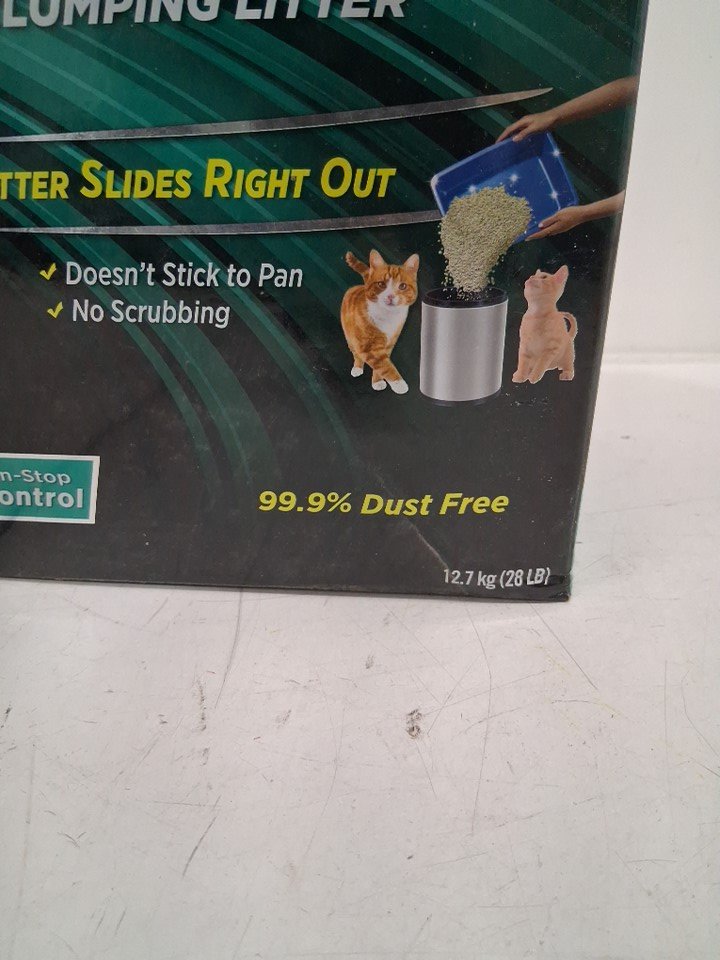 LUMPING LITTER
TTER SLIDES RIGHT OUT
Doesn't Stick to Pan
No Scrubbing
n-Stop
ontrol
99.9% Dust Free
12.7 kg (28 LB)